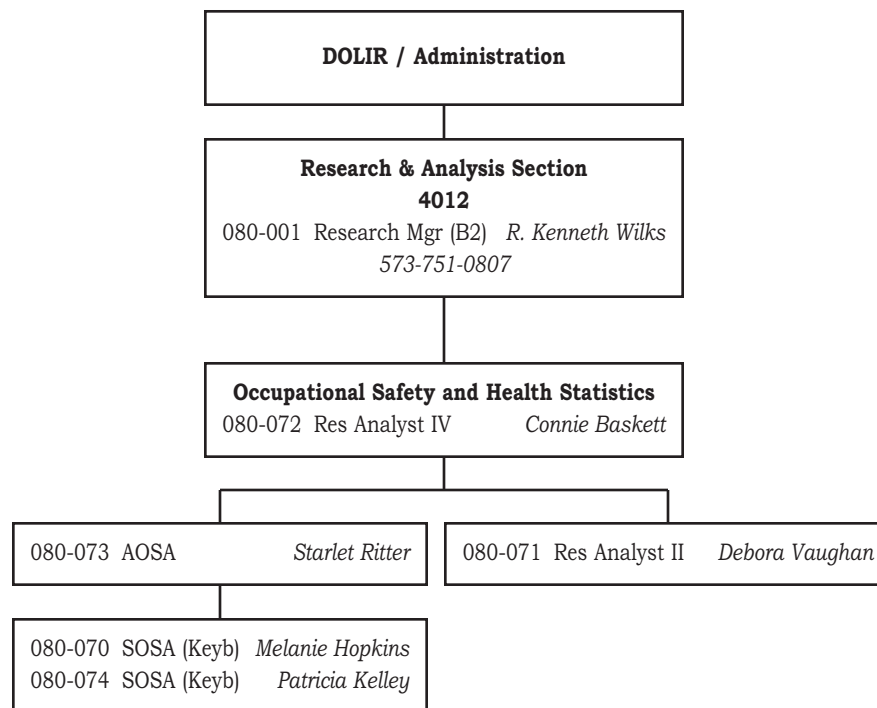 DOLIR / Administration
Research & Analysis Section
4012
080-001 Research Mgr (B2) R. Kenneth Wilks
573-751-0807
Occupational Safety and Health Statistics
080-072 Res Analyst IV Connie Baskett
080-073 AOSA Starlet Ritter
080-071 Res Analyst II Debora Vaughan
080-070 SOSA (Keyb) Melanie Hopkins
080-074 SOSA (Keyb) Patricia Kelley